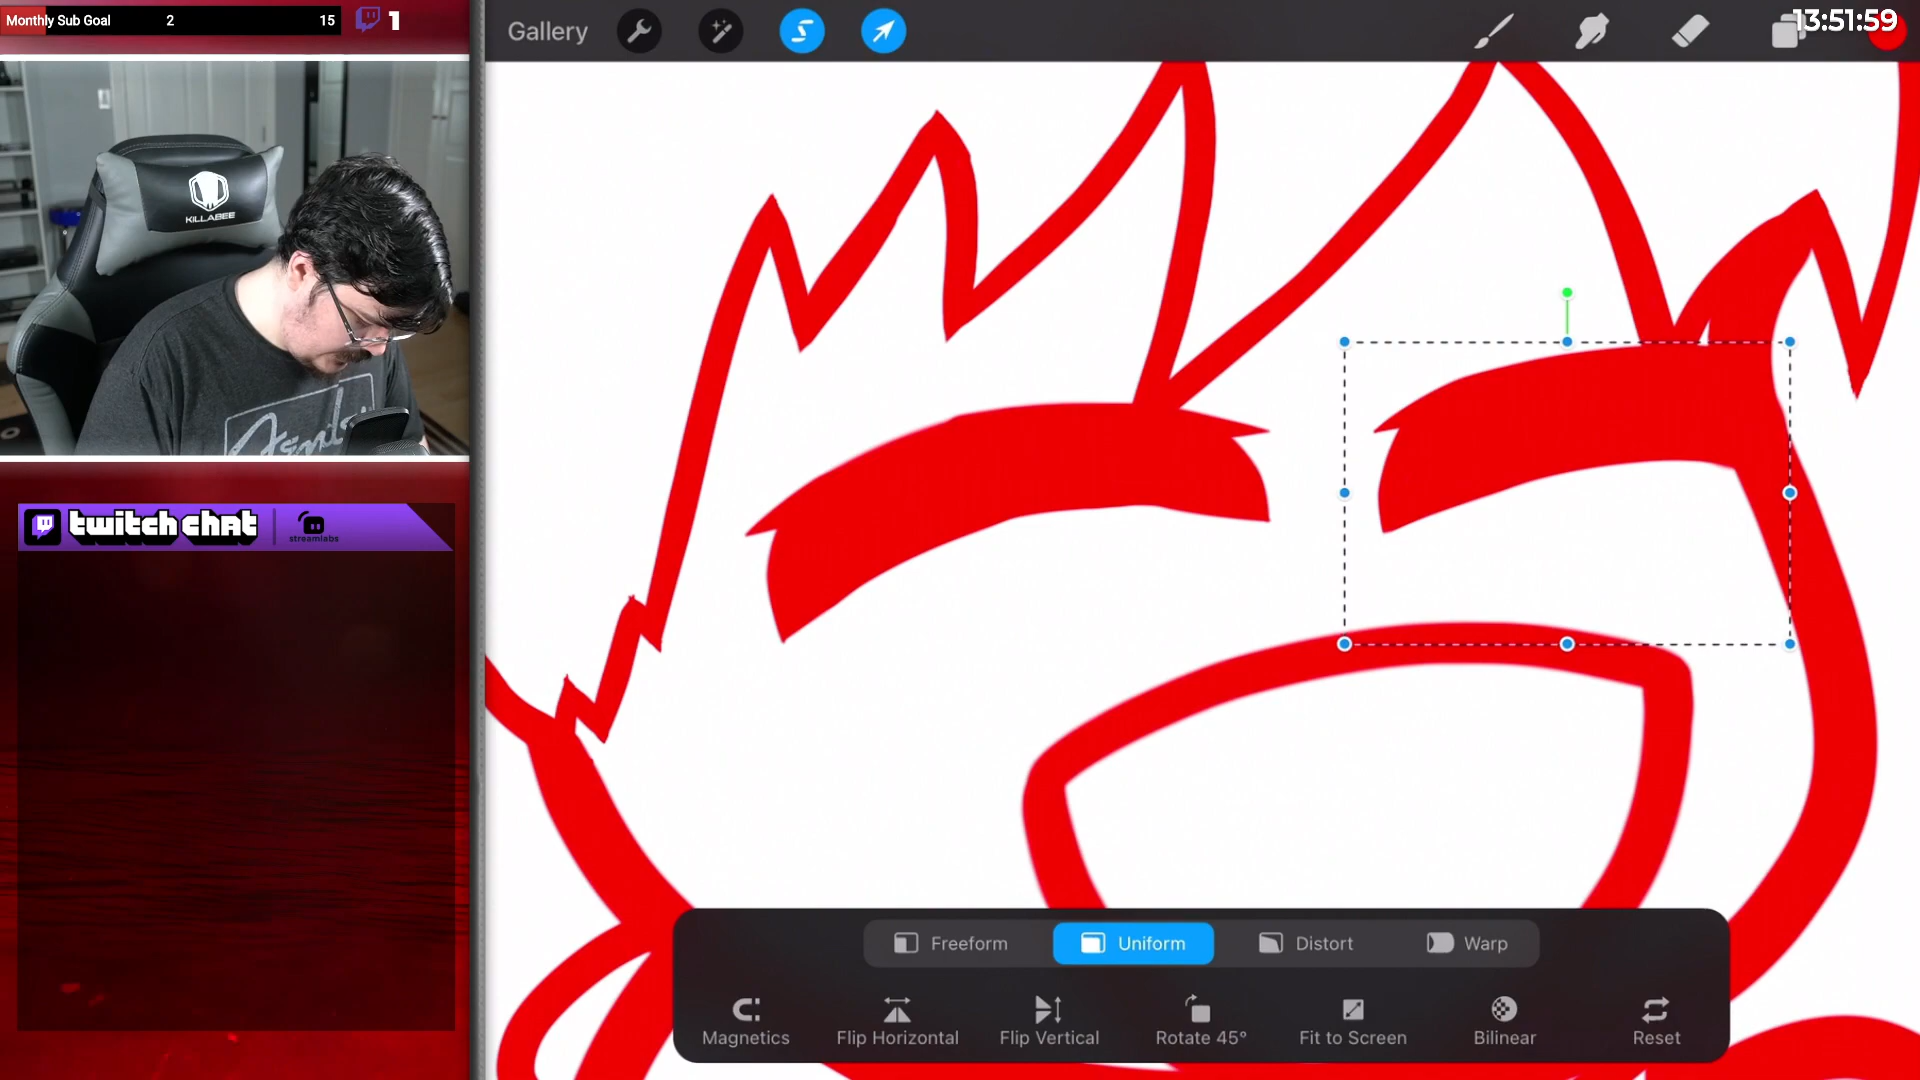 Monthly Sub Goal 2 15 1
Gallery
13:51:59
KILLABEE
Fender
twitch chat streamlabs
Freeform Uniform Distort Warp
Magnetics Flip Horizontal Flip Vertical Rotate 45° Fit to Screen Bilinear Reset